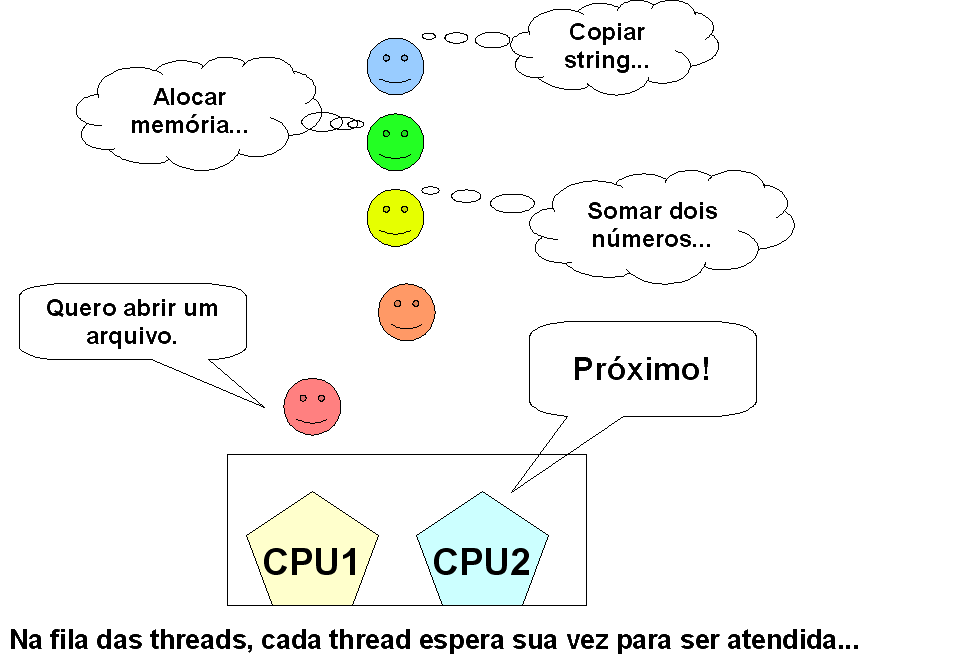 Copiar
string...
Alocar
memória...
Somar dois
números...
Quero abrir um
arquivo.
Próximo!
CPU1
CPU2
Na fila das threads, cada thread espera sua vez para ser atendida...